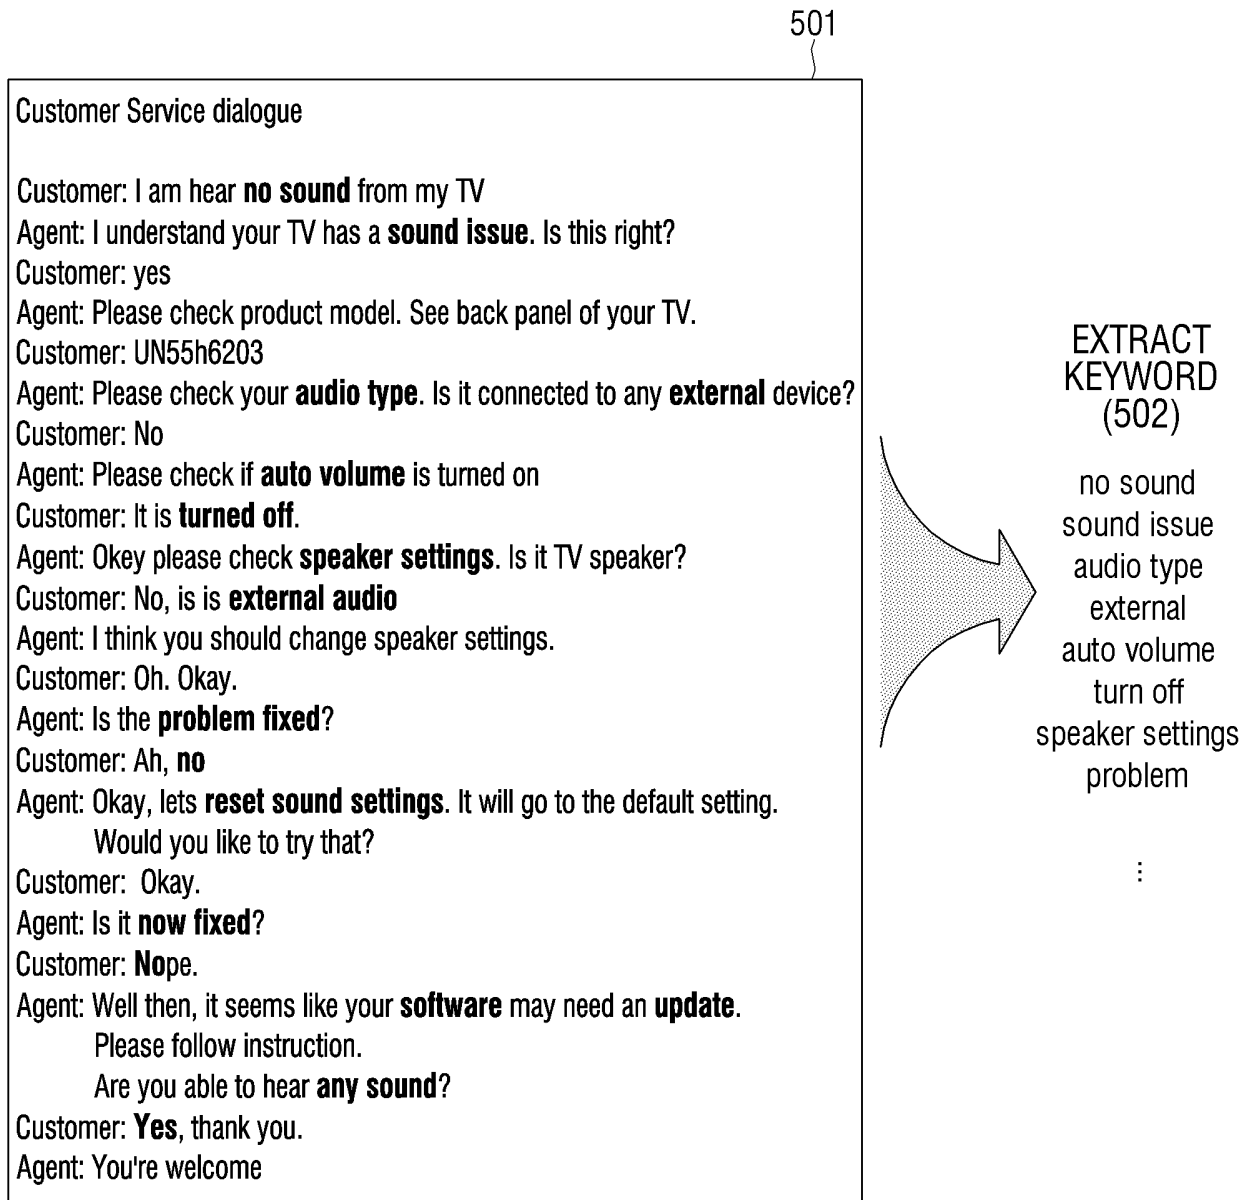 501
Customer Service dialogue
Customer: I am hear no sound from my TV
Agent: I understand your TV has a sound issue. Is this right?
Customer: yes
Agent: Please check product model. See back panel of your TV.
Customer: UN55h6203
Agent: Please check your audio type. Is it connected to any external device?
Customer: No
Agent: Please check if auto volume is turned on
Customer: It is turned off.
Agent: Okey please check speaker settings. Is it TV speaker?
Customer: No, is is external audio
Agent: I think you should change speaker settings.
Customer: Oh. Okay.
Agent: Is the problem fixed?
Customer: Ah, no
Agent: Okay, lets reset sound settings. It will go to the default setting.
Would you like to try that?
Customer: Okay.
Agent: Is it now fixed?
Customer: Nope.
Agent: Well then, it seems like your software may need an update.
Please follow instruction.
Are you able to hear any sound?
Customer: Yes, thank you.
Agent: You're welcome
EXTRACT
KEYWORD
(502)
no sound
sound issue
audio type
external
auto volume
turn off
speaker settings
problem
⋮